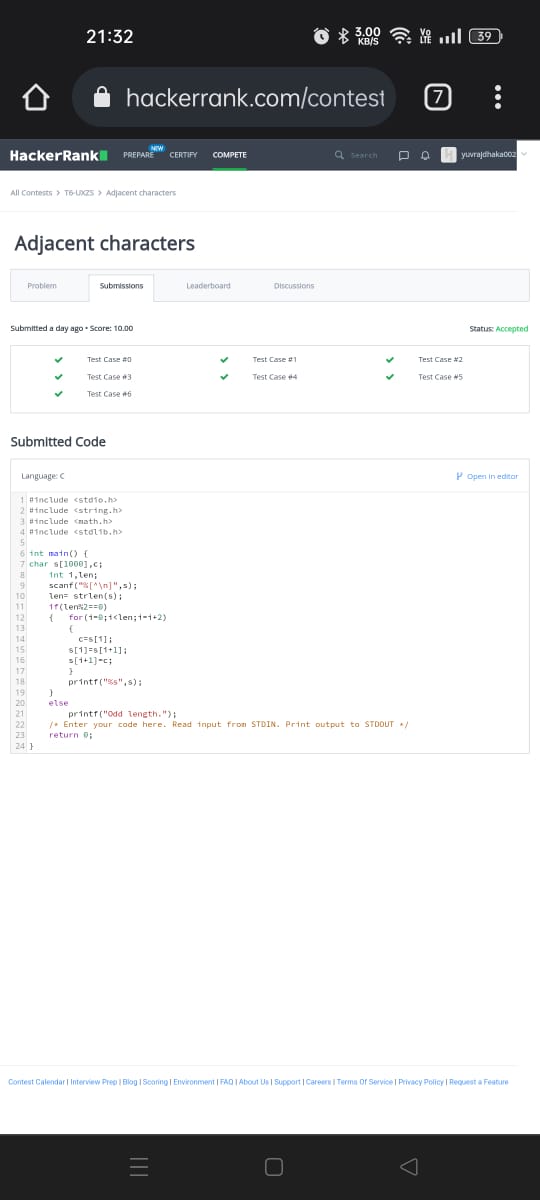 21:32
3.00 KB/S
Vo LTE
39
hackerrank.com/contest
7
HackerRank
PREPARE
NEW
CERTIFY
COMPETE
Search
yuvrajdhaka002
All Contests > T6-UXZS > Adjacent characters
Adjacent characters
Problem
Submissions
Leaderboard
Discussions
Submitted a day ago • Score: 10.00
Status: Accepted
Test Case #0
Test Case #1
Test Case #2
Test Case #3
Test Case #4
Test Case #5
Test Case #6
Submitted Code
Language: C
Open in editor
1 #include <stdio.h>
2 #include <string.h>
3 #include <math.h>
4 #include <stdlib.h>
5
6 int main() {
7 char s[1000],c;
8 int i,len;
9 scanf("%[^\n]",s);
10 len= strlen(s);
11 if(len%2==0)
12 { for(i=0;i<len;i=i+2)
13 {
14 c=s[i];
15 s[i]=s[i+1];
16 s[i+1]=c;
17 }
18 printf("%s",s);
19 }
20 else
21 printf("Odd length.");
22 /* Enter your code here. Read input from STDIN. Print output to STDOUT */
23 return 0;
24 }
Contest Calendar | Interview Prep | Blog | Scoring | Environment | FAQ | About Us | Support | Careers | Terms Of Service | Privacy Policy | Request a Feature